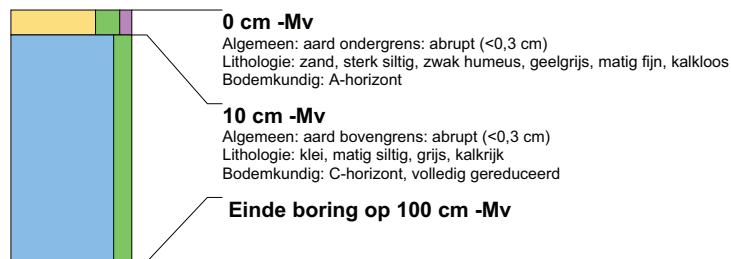 0 cm -Mv
Algemeen: aard ondergrens: abrupt (<0,3 cm)
Lithologie: zand, sterk siltig, zwak humeus, geelgrijs, matig fijn, kalkloos
Bodemkundig: A-horizont
10 cm -Mv
Algemeen: aard bovengrens: abrupt (<0,3 cm)
Lithologie: klei, matig siltig, grijs, kalkrijk
Bodemkundig: C-horizont, volledig gereduceerd
Einde boring op 100 cm -Mv